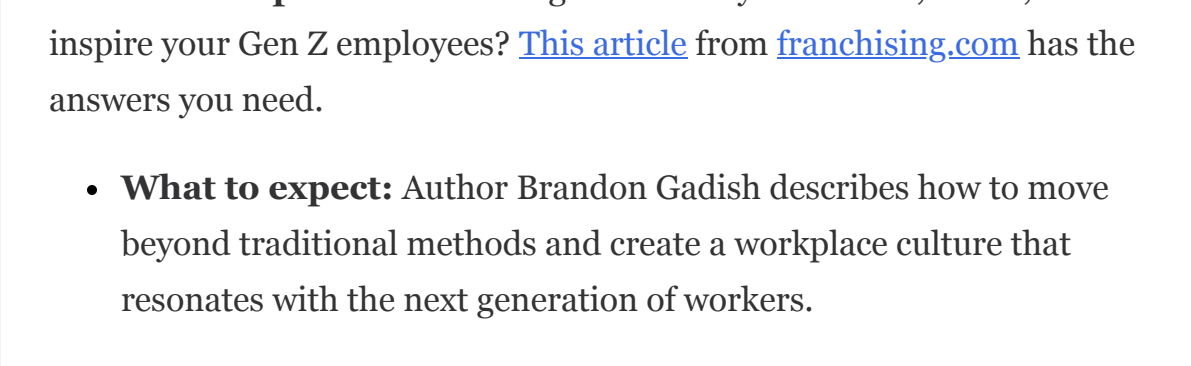 inspire your Gen Z employees? This article from franchising.com has the
answers you need.
• What to expect: Author Brandon Gadish describes how to move
beyond traditional methods and create a workplace culture that
resonates with the next generation of workers.